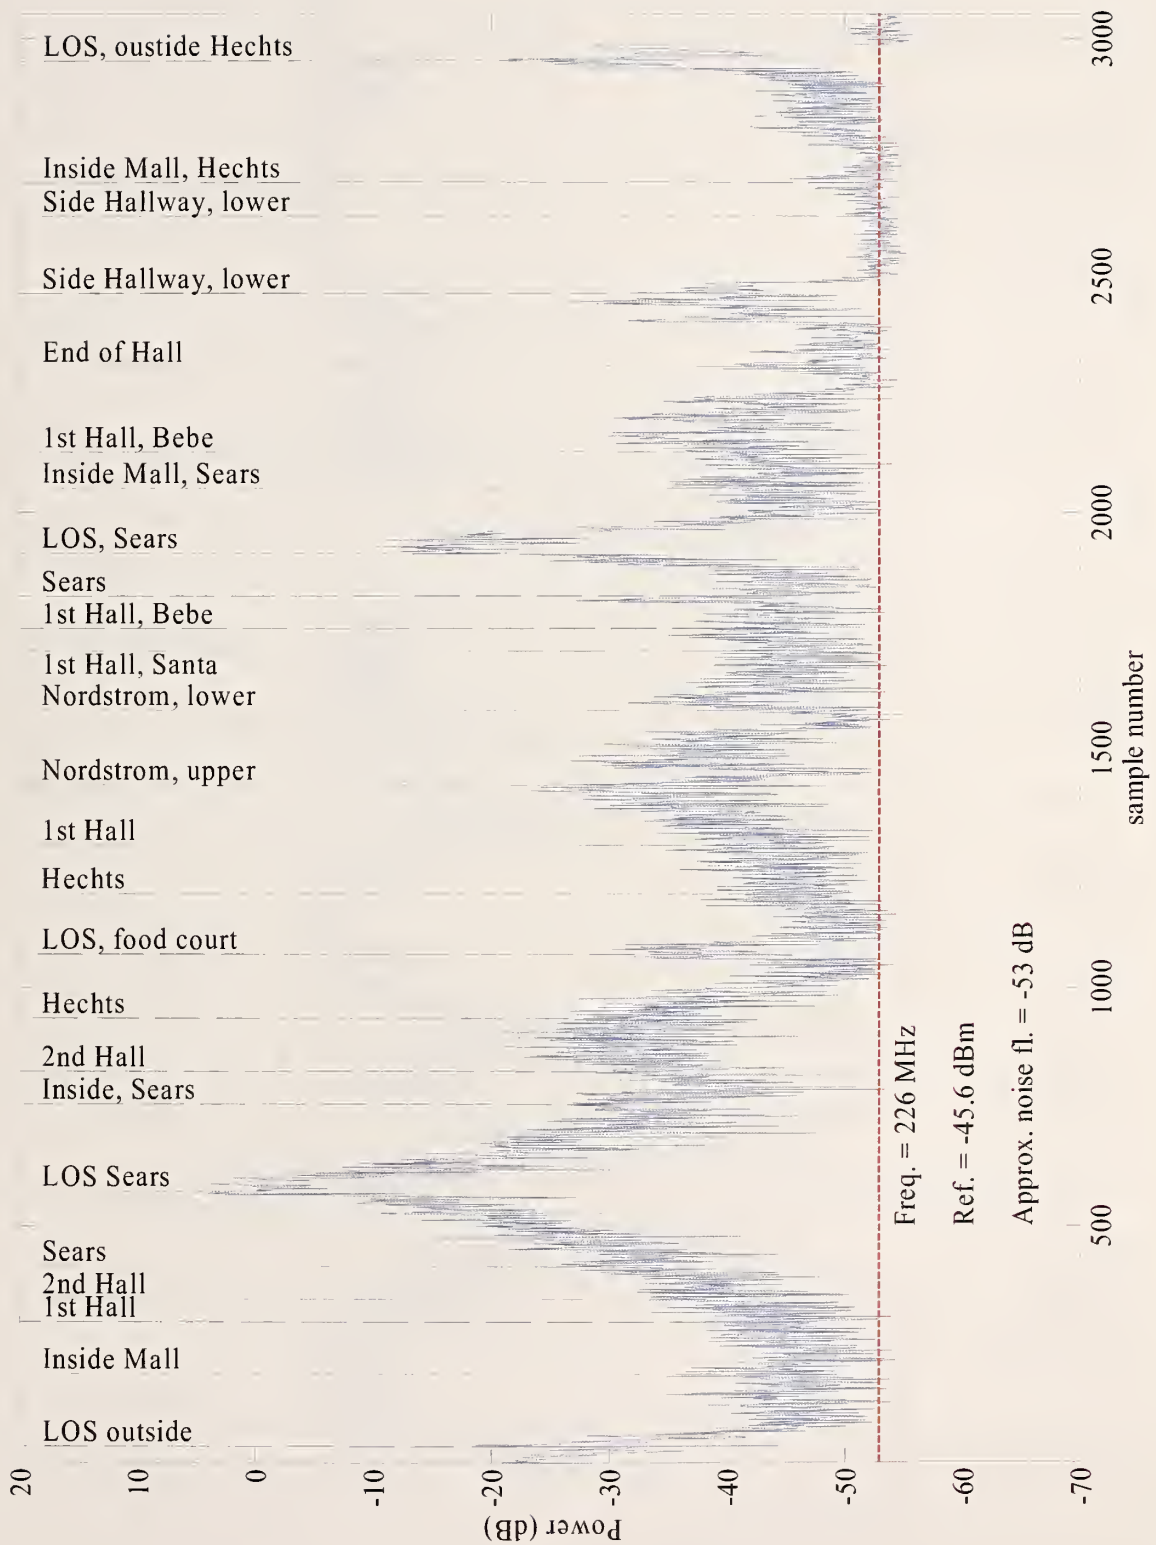 LOS, oustide Hechts
Inside Mall, Hechts
Side Hallway, lower
Side Hallway, lower
End of Hall
1st Hall, Bebe
Inside Mall, Sears
LOS, Sears
Sears
1st Hall, Bebe
1st Hall, Santa
Nordstrom, lower
Nordstrom, upper
1st Hall
Hechts
LOS, food court
Hechts
2nd Hall
Inside, Sears
LOS Sears
Sears
2nd Hall
1st Hall
Inside Mall
LOS outside
20
10
0
-10
-20
-30
-40
-50
-60
-70
Power (dB)
500
1000
1500
2000
2500
3000
sample number
Freq. = 226 MHz
Ref. = -45.6 dBm
Approx. noise fl. = -53 dB